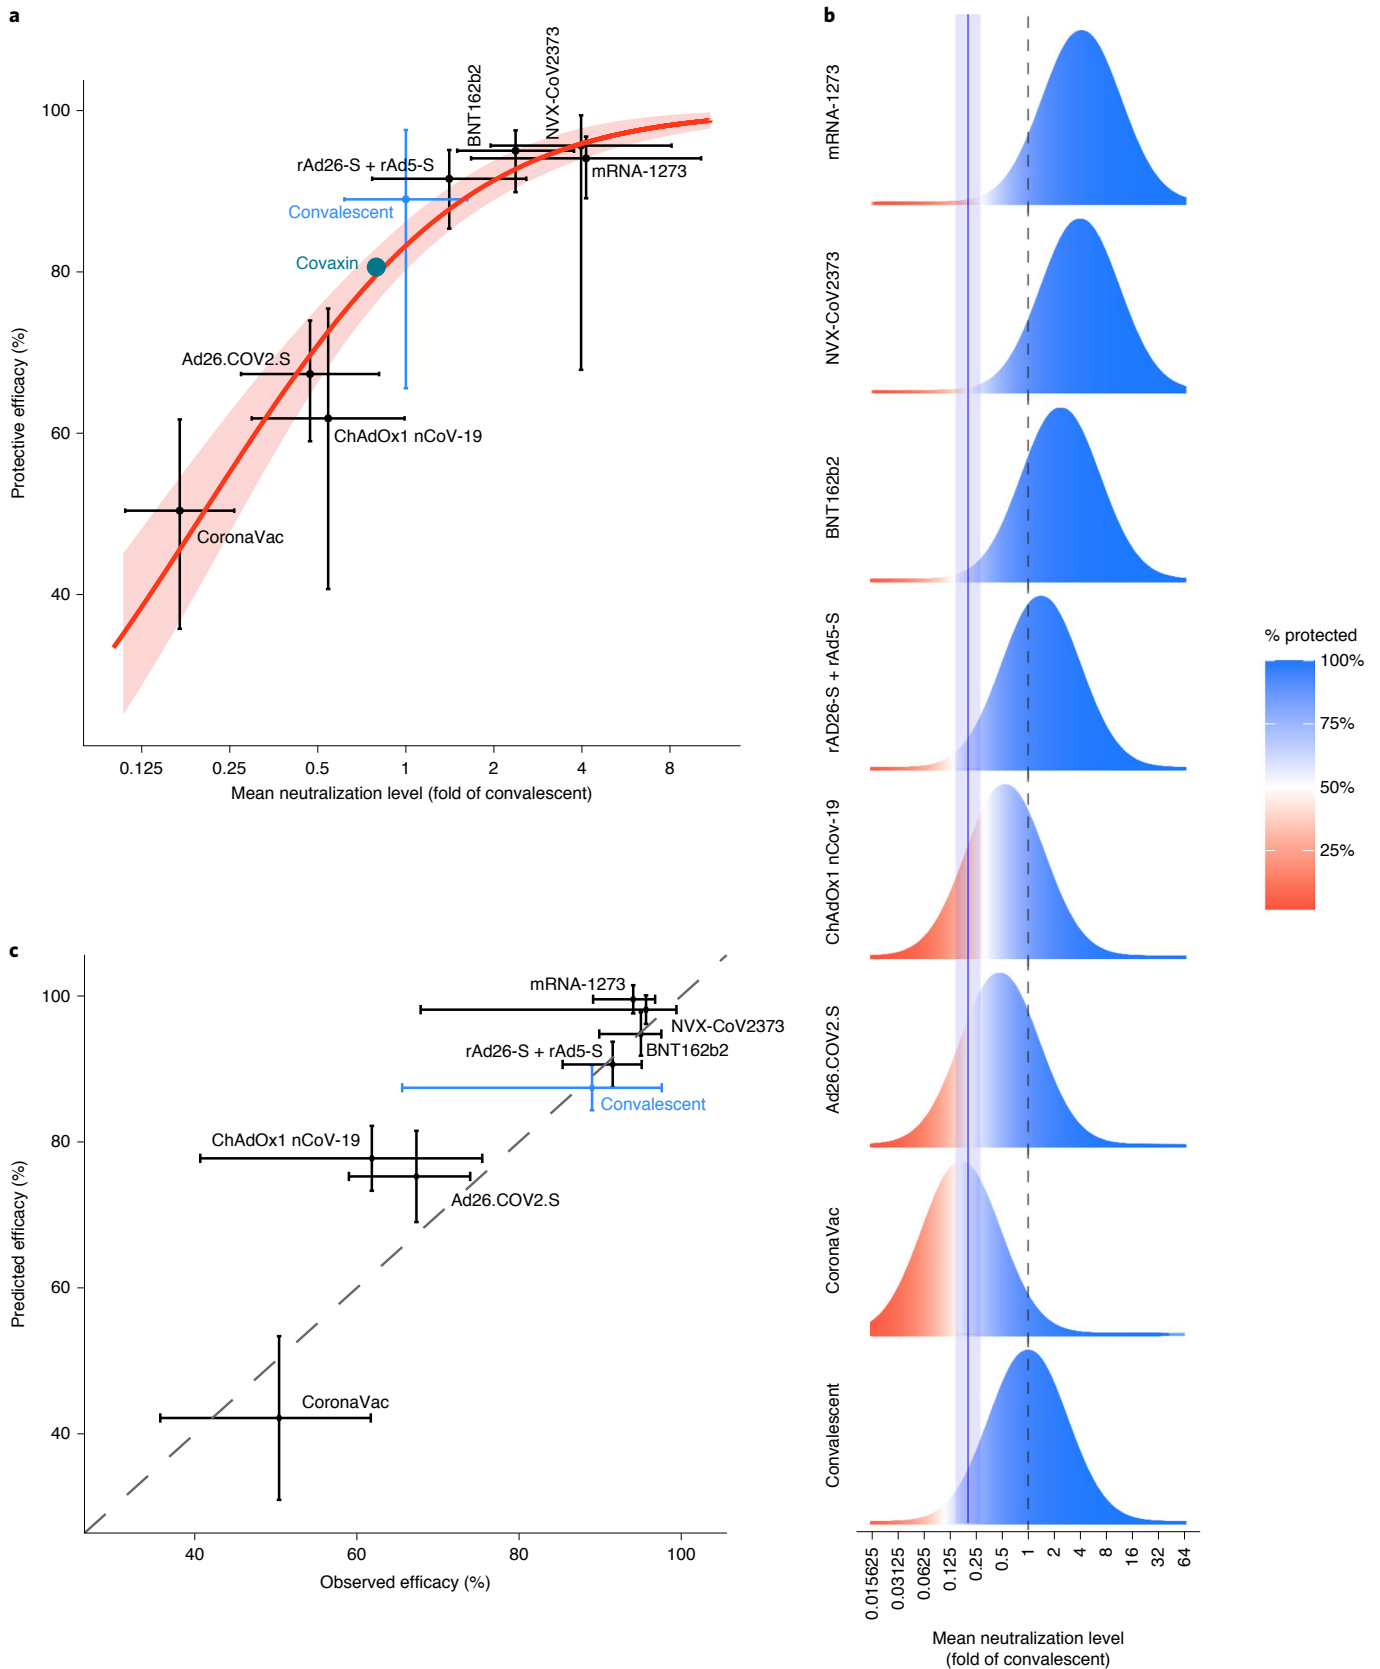 a
100
80
60
40
Protective efficacy (%)
BNT162b2
NVX-CoV2373
rAd26-S + rAd5-S
mRNA-1273
Convalescent
Covaxin
Ad26.COV2.S
ChAdOx1 nCoV-19
CoronaVac
0.125 0.25 0.5 1 2 4 8
Mean neutralization level (fold of convalescent)
b
mRNA-1273
NVX-CoV2373
BNT162b2
rAD26-S + rAd5-S
ChAdOx1 nCov-19
Ad26.COV2.S
CoronaVac
Convalescent
0.015625 0.03125 0.0625 0.125 0.25 0.5 1 2 4 8 16 32 64
Mean neutralization level
(fold of convalescent)
% protected
100%
75%
50%
25%
c
100
80
60
40
Predicted efficacy (%)
mRNA-1273
NVX-CoV2373
rAd26-S + rAd5-S
BNT162b2
Convalescent
ChAdOx1 nCoV-19
Ad26.COV2.S
CoronaVac
40 60 80 100
Observed efficacy (%)